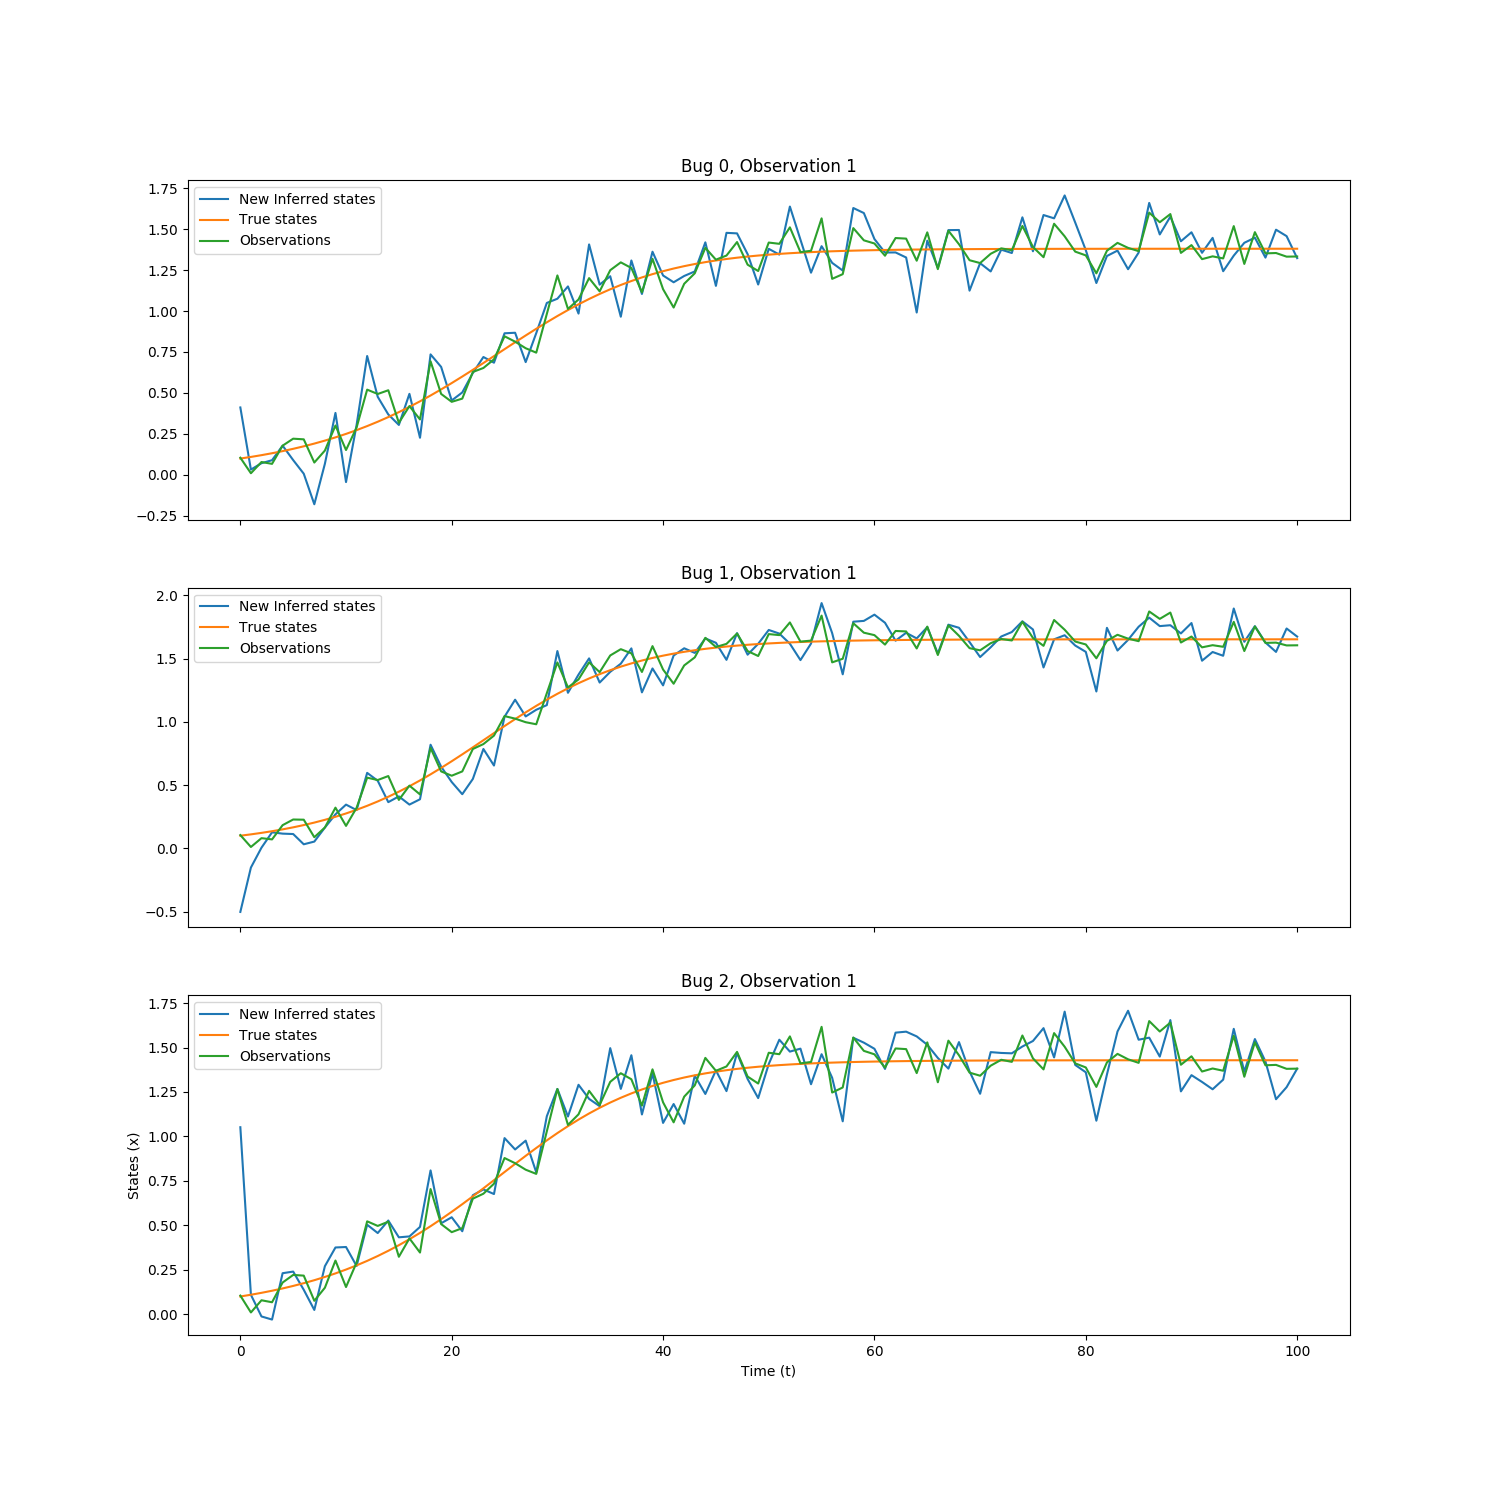 Bug 0, Observation 1
1.75
1.50
1.25
1.00
0.75
0.50
0.25
0.00
−0.25
New Inferred states
True states
Observations
Bug 1, Observation 1
2.0
1.5
1.0
0.5
0.0
−0.5
New Inferred states
True states
Observations
Bug 2, Observation 1
1.75
1.50
1.25
1.00
0.75
0.50
0.25
0.00
New Inferred states
True states
Observations
States (x)
0 20 40 60 80 100
Time (t)